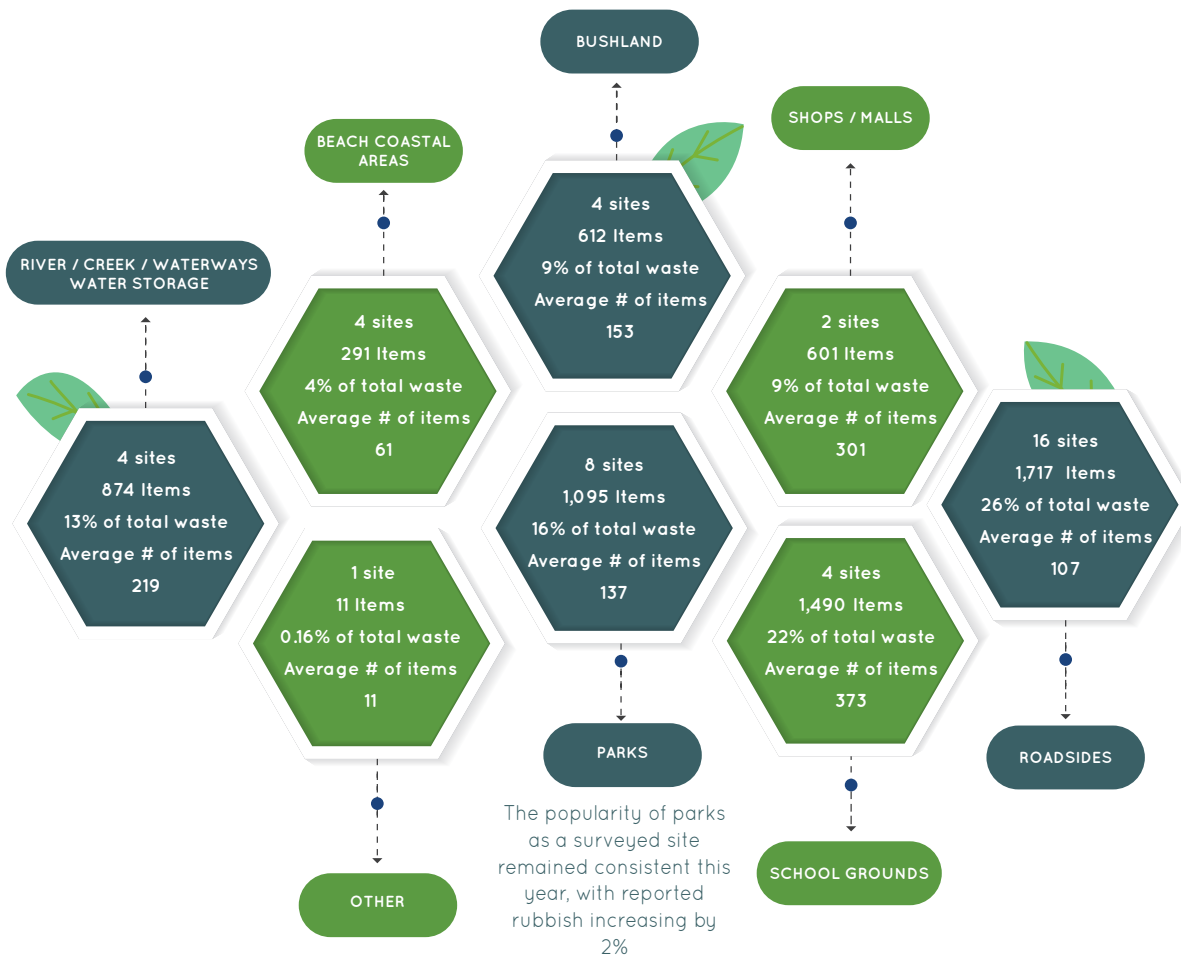 BUSHLAND
4 sites
612 Items
9% of total waste
Average # of items
153
SHOPS / MALLS
2 sites
601 Items
9% of total waste
Average # of items
301
BEACH COASTAL
AREAS
4 sites
291 Items
4% of total waste
Average # of items
61
RIVER / CREEK / WATERWAYS
WATER STORAGE
4 sites
874 Items
13% of total waste
Average # of items
219
8 sites
1,095 Items
16% of total waste
Average # of items
137
PARKS
The popularity of parks
as a surveyed site
remained consistent this
year, with reported
rubbish increasing by
2%
16 sites
1,717 Items
26% of total waste
Average # of items
107
ROADSIDES
1 site
11 Items
0.16% of total waste
Average # of items
11
OTHER
4 sites
1,490 Items
22% of total waste
Average # of items
373
SCHOOL GROUNDS